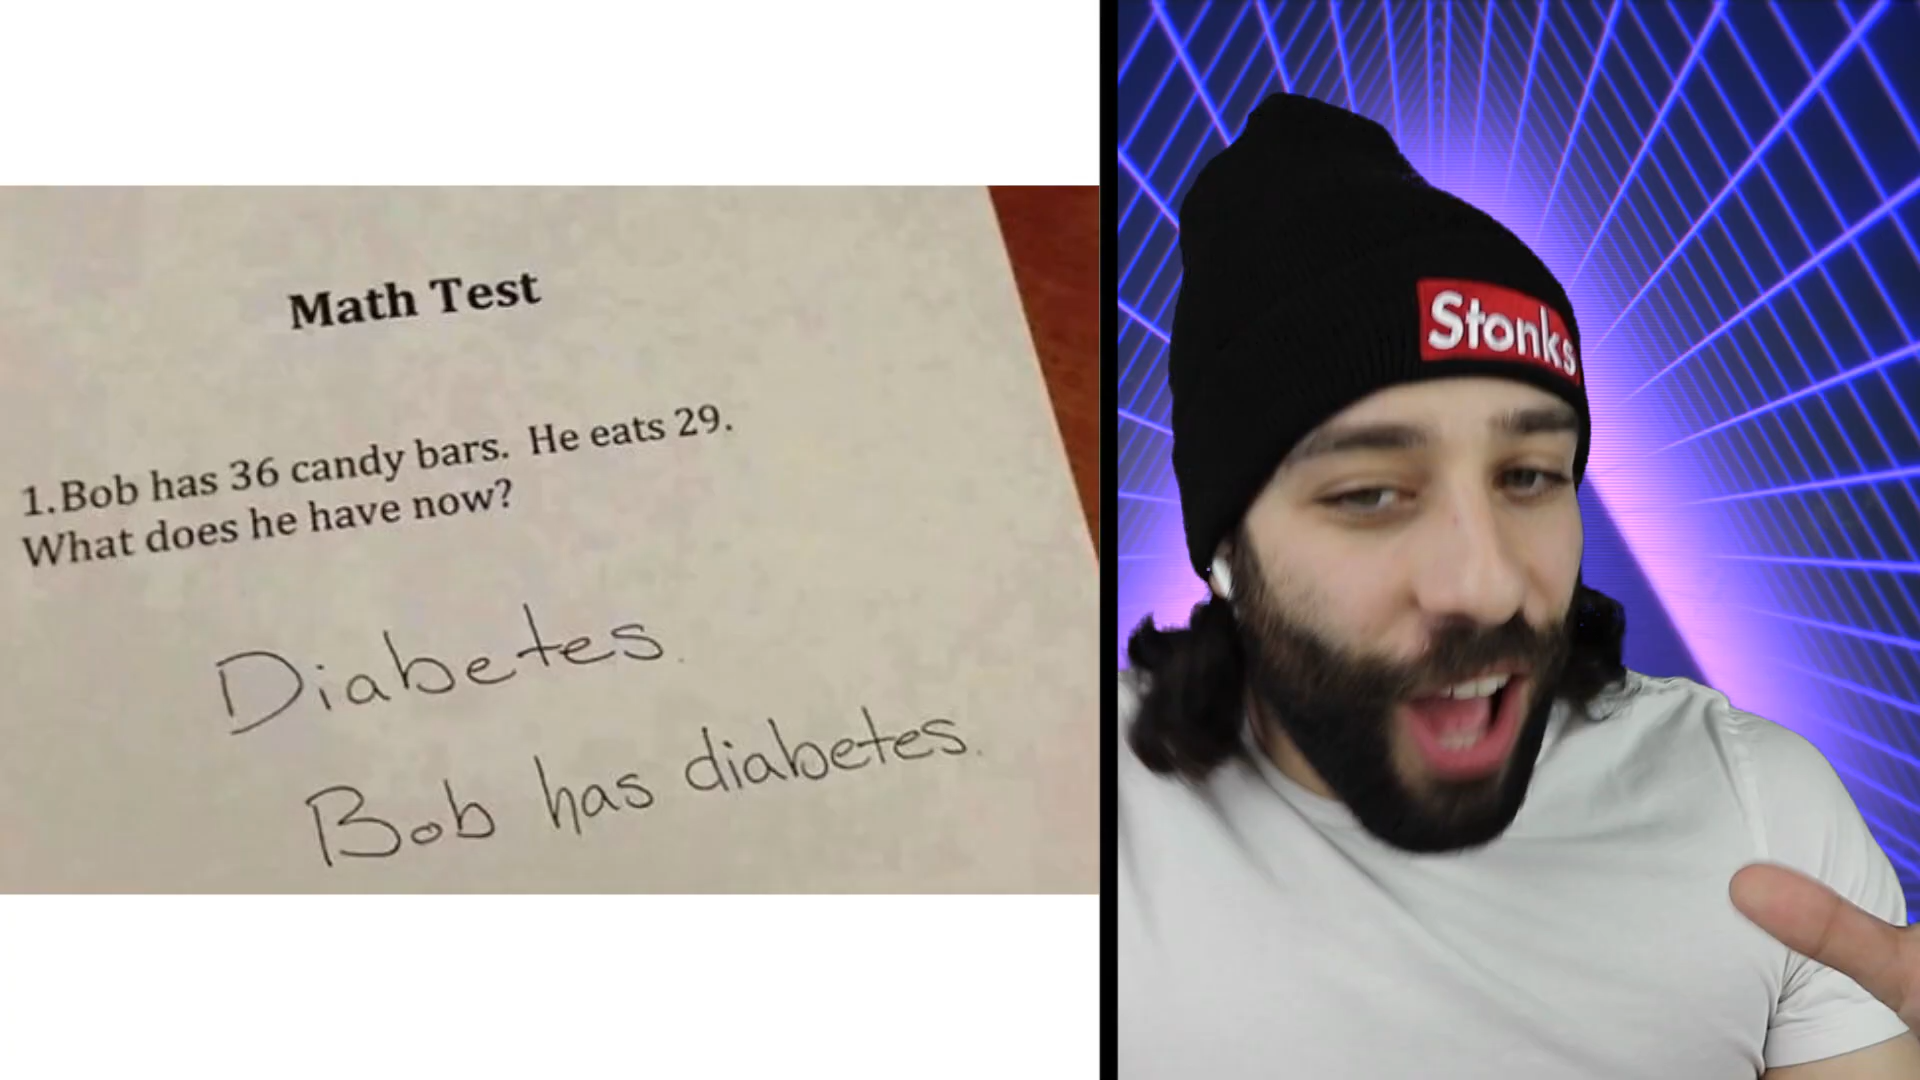 Math Test
1. Bob has 36 candy bars. He eats 29.
What does he have now?
Diabetes.
Bob has diabetes.
Stonks